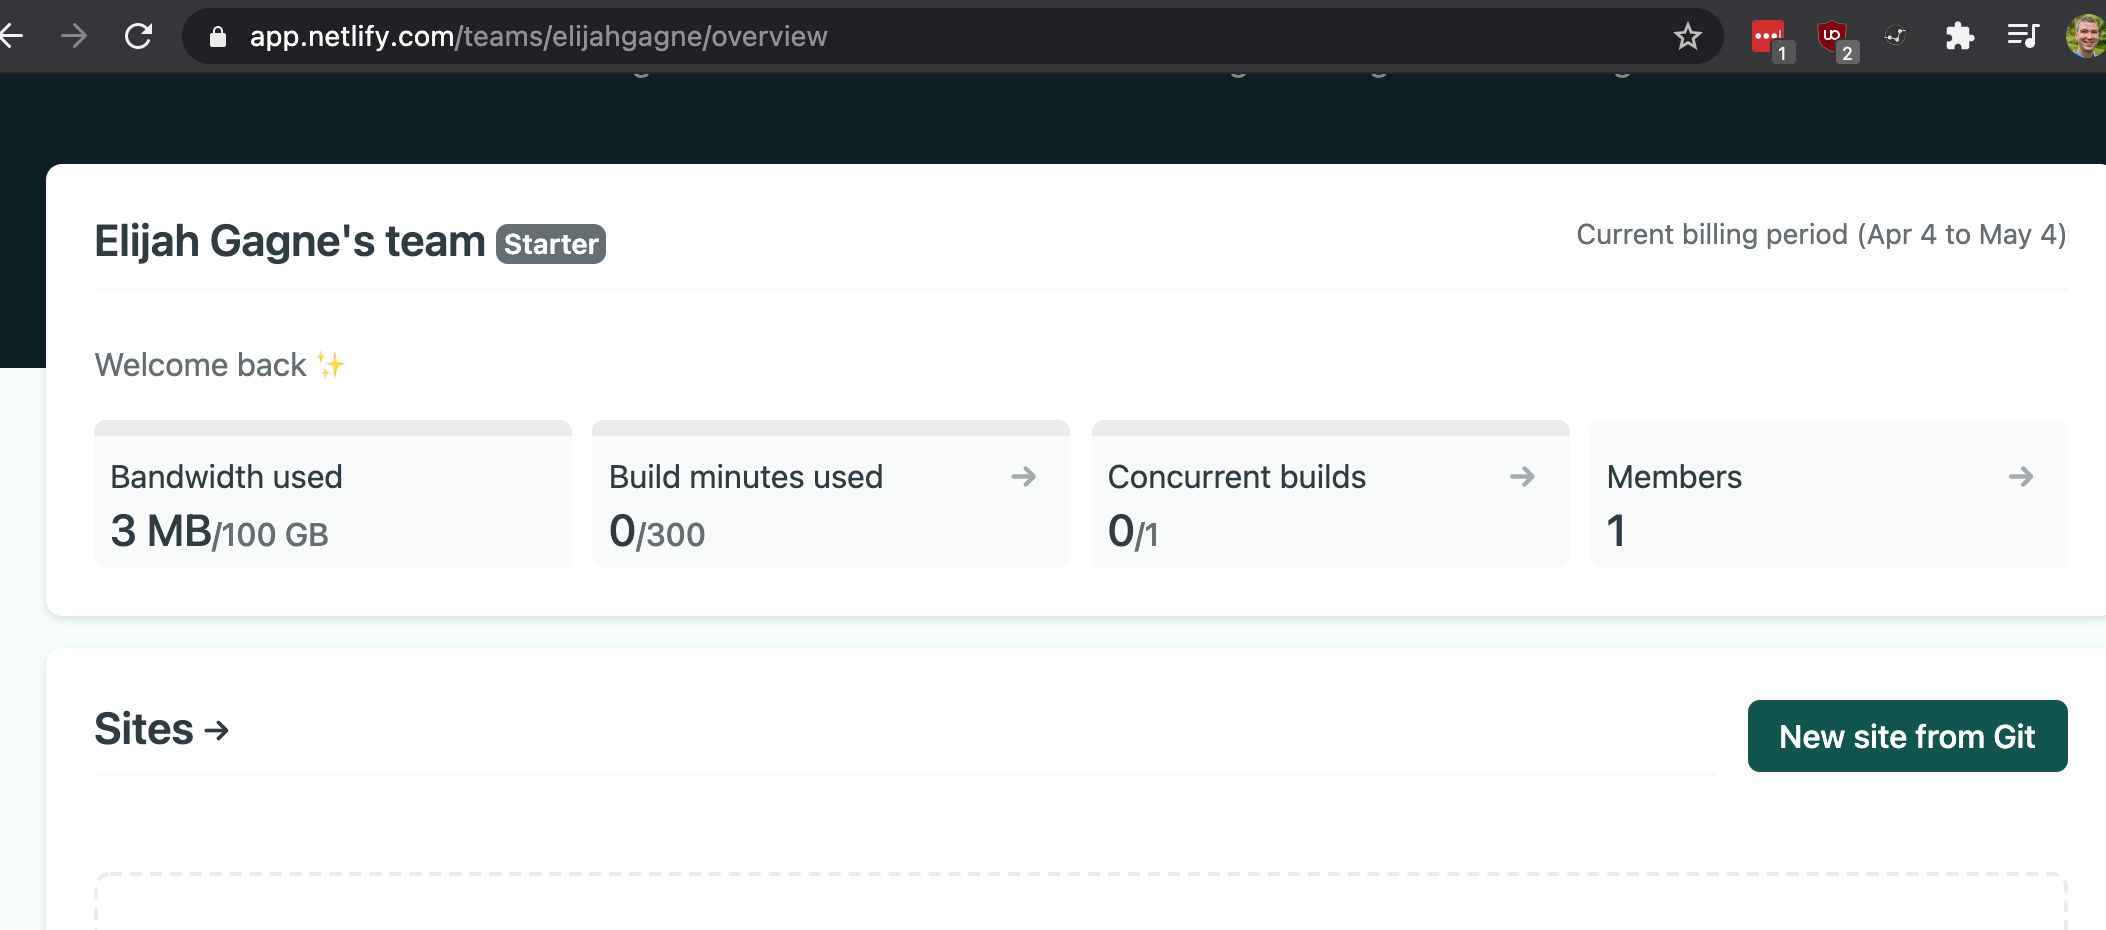 app.netlify.com/teams/elijahgagne/overview
1
2
Elijah Gagne's team Starter
Current billing period (Apr 4 to May 4)
Welcome back ✨
Bandwidth used
3 MB/100 GB
Build minutes used →
0/300
Concurrent builds →
0/1
Members →
1
Sites →
New site from Git